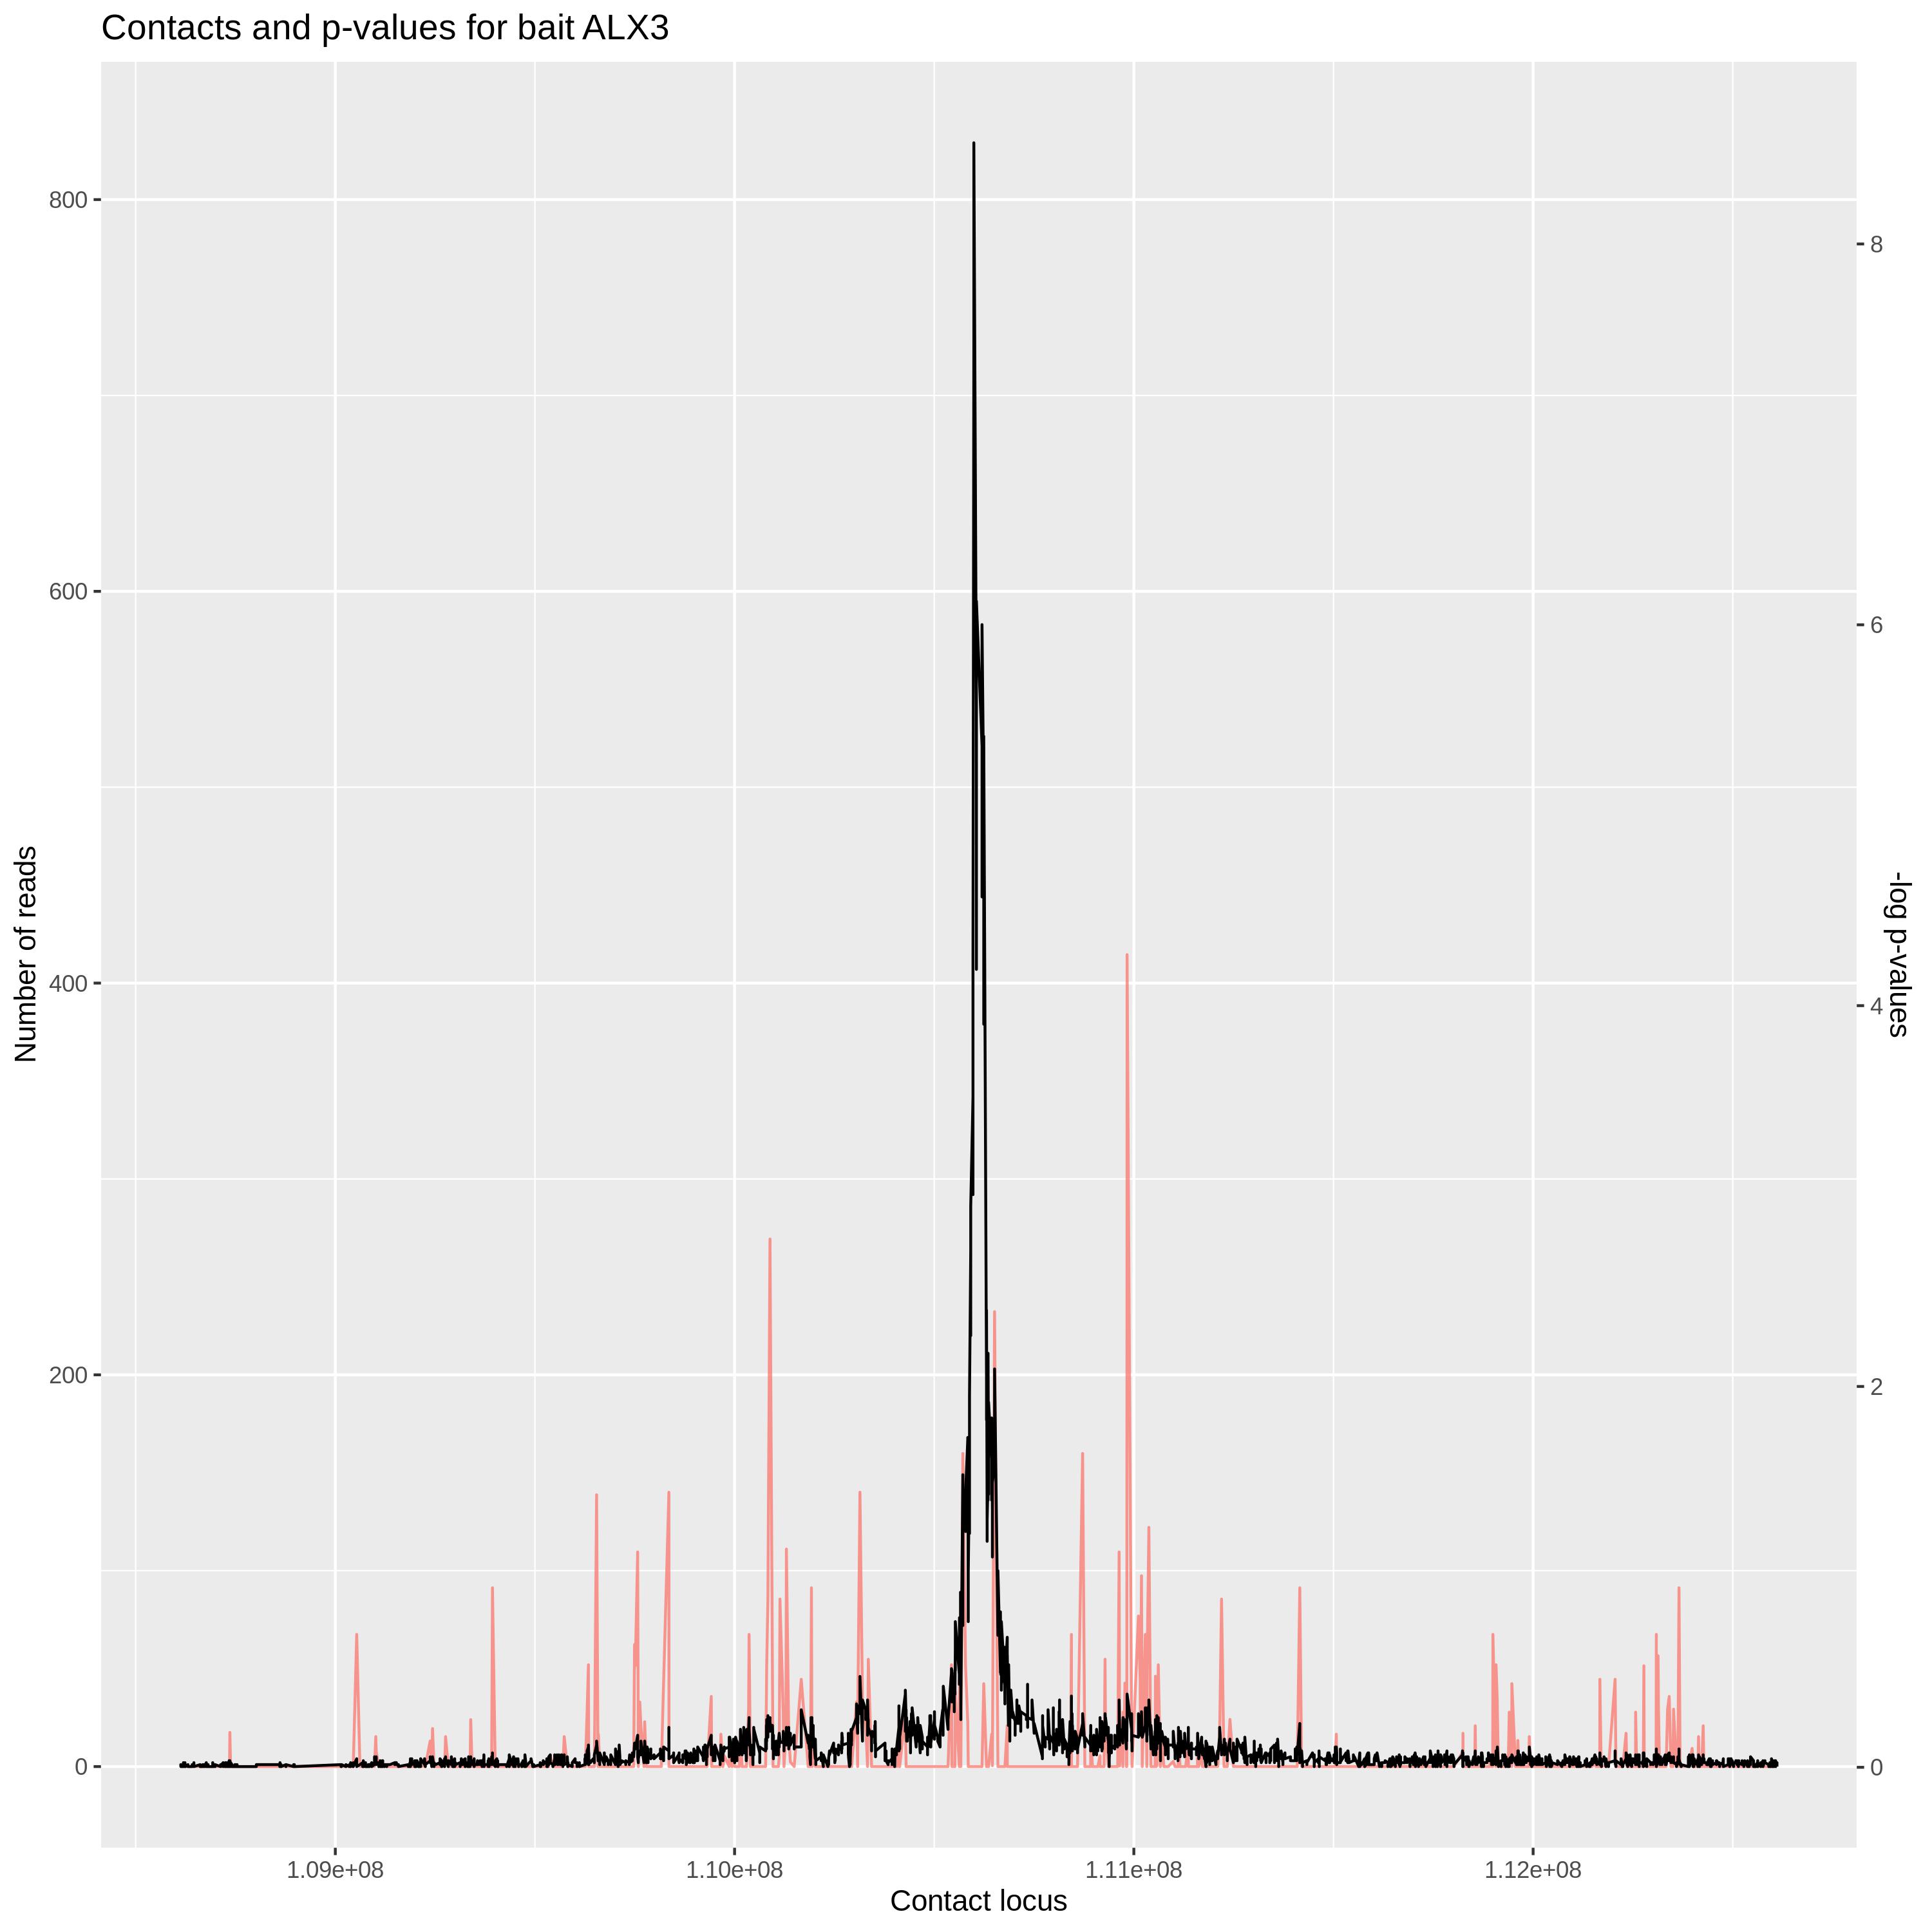 Contacts and p-values for bait ALX3
800
600
400
200
0
Number of reads
8
6
4
2
0
-log p-values
1.09e+08
1.10e+08
1.11e+08
1.12e+08
Contact locus